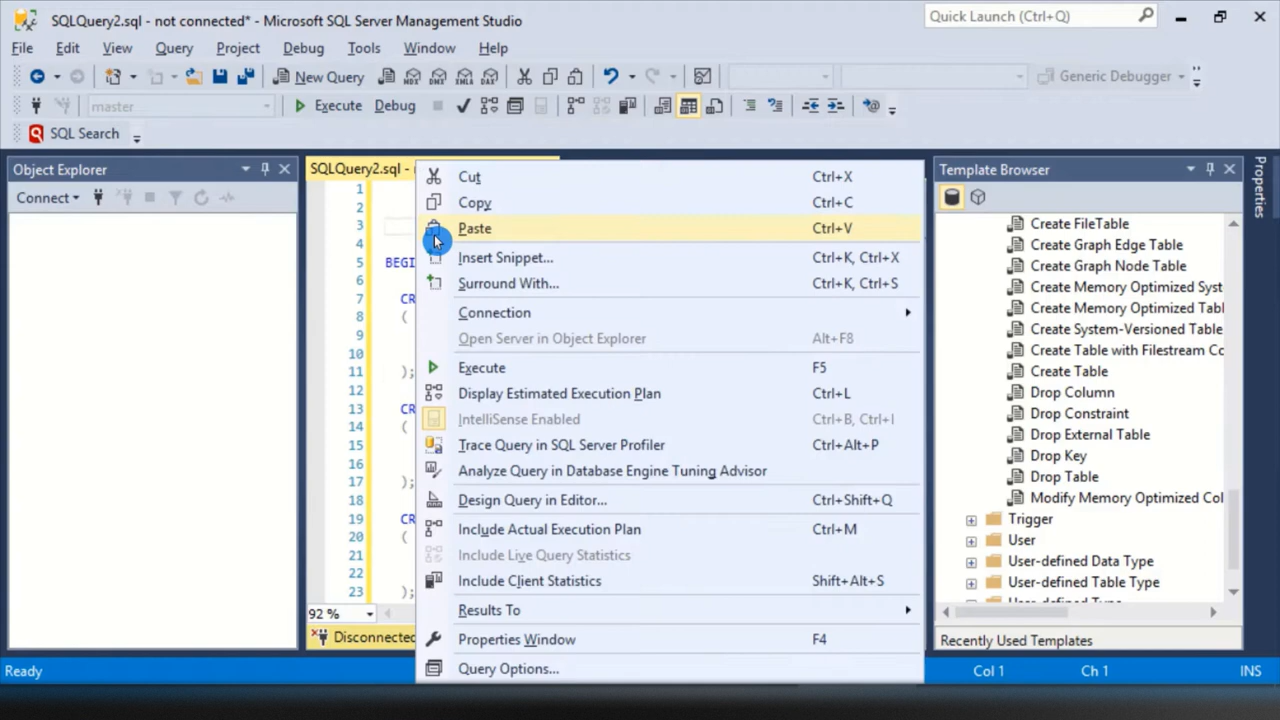 SQLQuery2.sql - not connected* - Microsoft SQL Server Management Studio
Quick Launch (Ctrl+Q)
File Edit View Query Project Debug Tools Window Help
New Query
MDX DMX XMLA DAX
Generic Debugger
master
Execute Debug
SQL Search
Object Explorer
SQLQuery2.sql -
Template Browser
Properties
Connect
1
2
3
4
5 BEGI
6
7 CR
8 (
9
10
11 );
12
13 CR
14 (
15
16
17 );
18
19 CR
20 (
21
22
23 );
92 %
Disconnected
Cut Ctrl+X
Copy Ctrl+C
Paste Ctrl+V
Insert Snippet... Ctrl+K, Ctrl+X
Surround With... Ctrl+K, Ctrl+S
Connection
Open Server in Object Explorer Alt+F8
Execute F5
Display Estimated Execution Plan Ctrl+L
IntelliSense Enabled Ctrl+B, Ctrl+I
Trace Query in SQL Server Profiler Ctrl+Alt+P
Analyze Query in Database Engine Tuning Advisor
Design Query in Editor... Ctrl+Shift+Q
Include Actual Execution Plan Ctrl+M
Include Live Query Statistics
Include Client Statistics Shift+Alt+S
Results To
Properties Window F4
Query Options...
Create FileTable
Create Graph Edge Table
Create Graph Node Table
Create Memory Optimized Syst
Create Memory Optimized Tabl
Create System-Versioned Table
Create Table with Filestream Co
Create Table
Drop Column
Drop Constraint
Drop External Table
Drop Key
Drop Table
Modify Memory Optimized Col
Trigger
User
User-defined Data Type
User-defined Table Type
User-defined Type
Recently Used Templates
Ready Col 1 Ch 1 INS